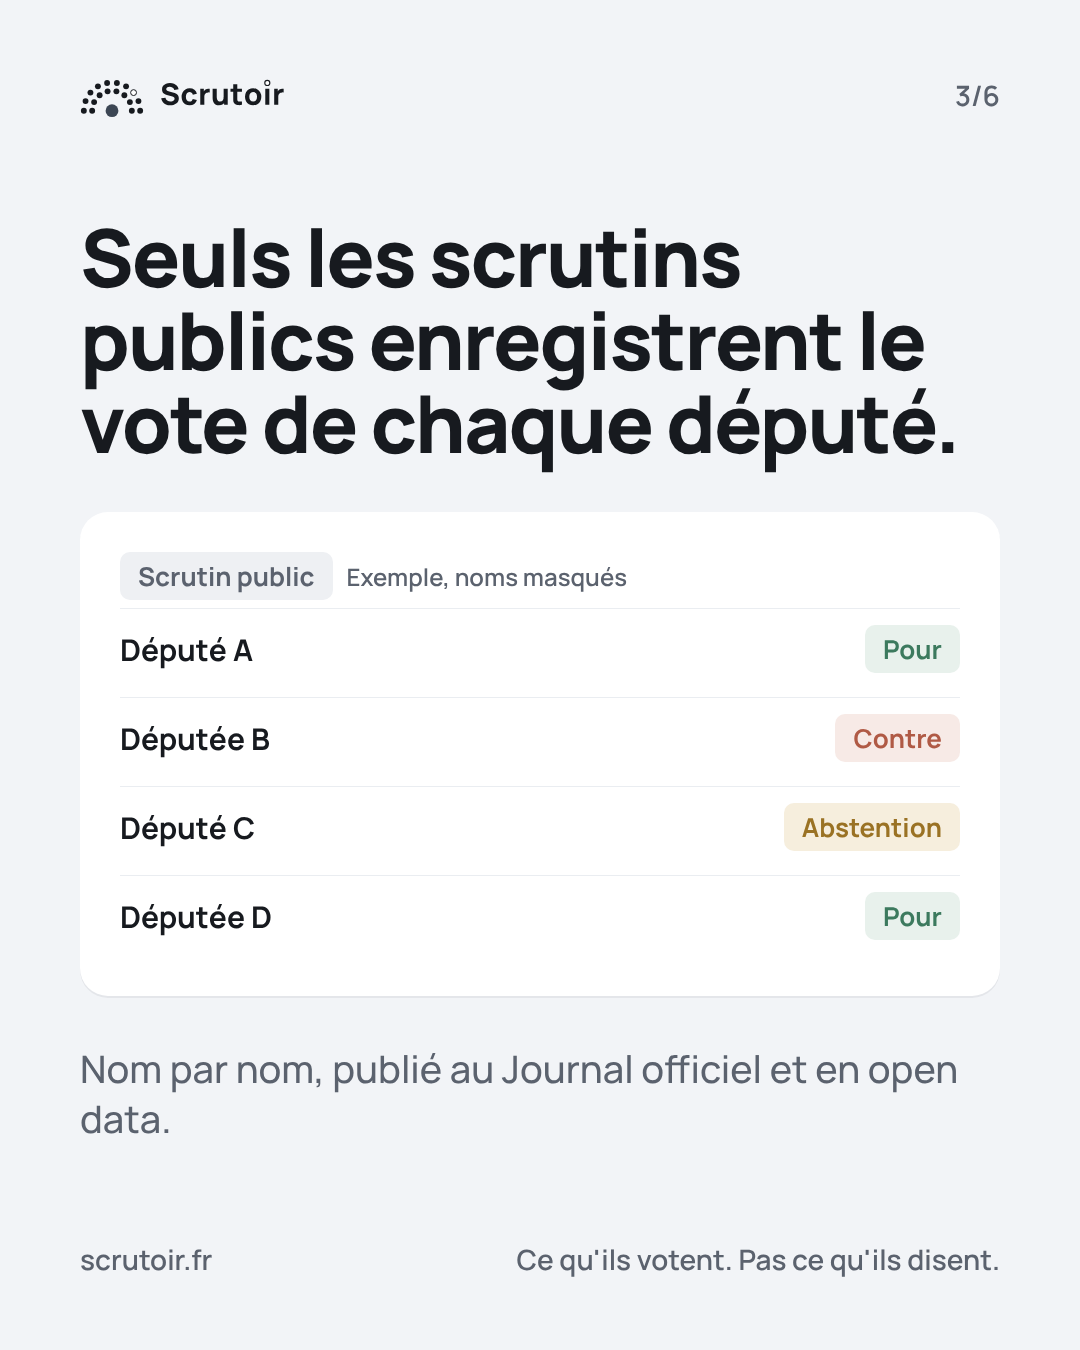 Scrutoir
3/6
Seuls les scrutins
publics enregistrent le
vote de chaque député.
Scrutin public Exemple, noms masqués
Député A Pour
Députée B Contre
Député C Abstention
Députée D Pour
Nom par nom, publié au Journal officiel et en open
data.
scrutoir.fr
Ce qu'ils votent. Pas ce qu'ils disent.